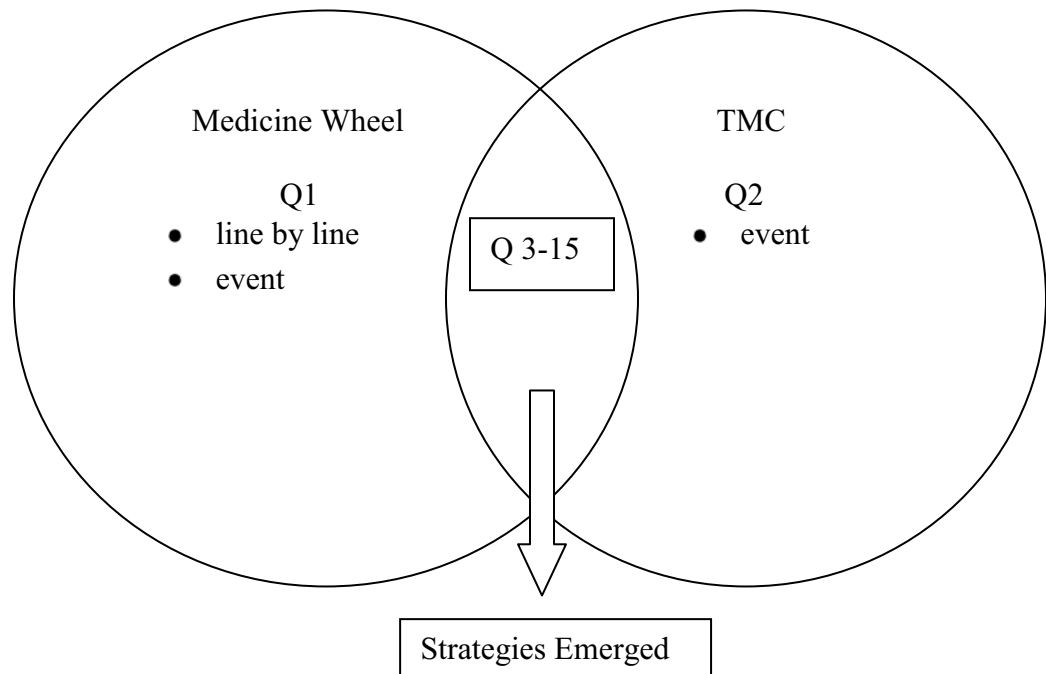 Medicine Wheel
Q1
• line by line
• event
Q 3-15
TMC
Q2
• event
Strategies Emerged